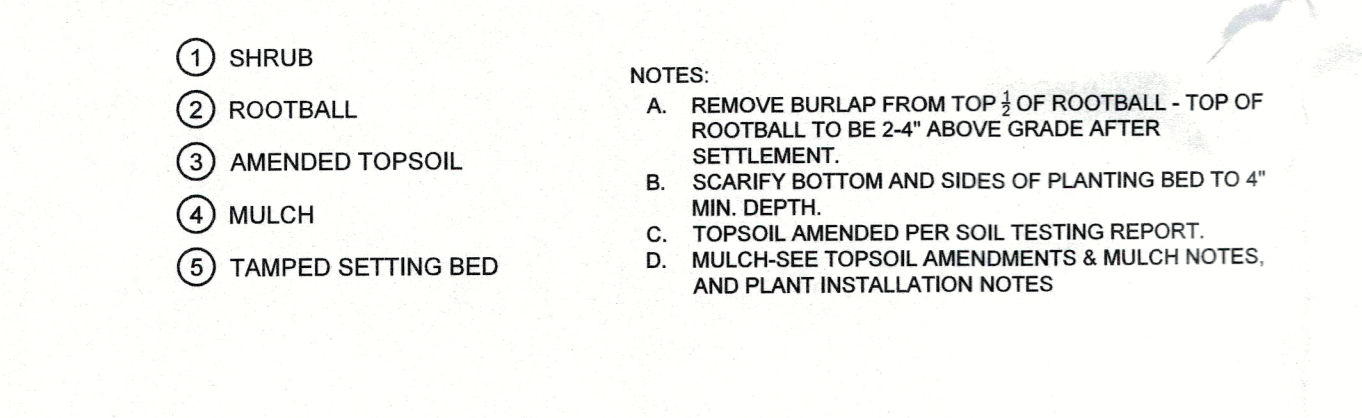 ① SHRUB
② ROOTBALL
③ AMENDED TOPSOIL
④ MULCH
⑤ TAMPED SETTING BED
NOTES:
A. REMOVE BURLAP FROM TOP ½ OF ROOTBALL - TOP OF
ROOTBALL TO BE 2-4" ABOVE GRADE AFTER
SETTLEMENT.
B. SCARIFY BOTTOM AND SIDES OF PLANTING BED TO 4"
MIN. DEPTH.
C. TOPSOIL AMENDED PER SOIL TESTING REPORT.
D. MULCH-SEE TOPSOIL AMENDMENTS & MULCH NOTES,
AND PLANT INSTALLATION NOTES